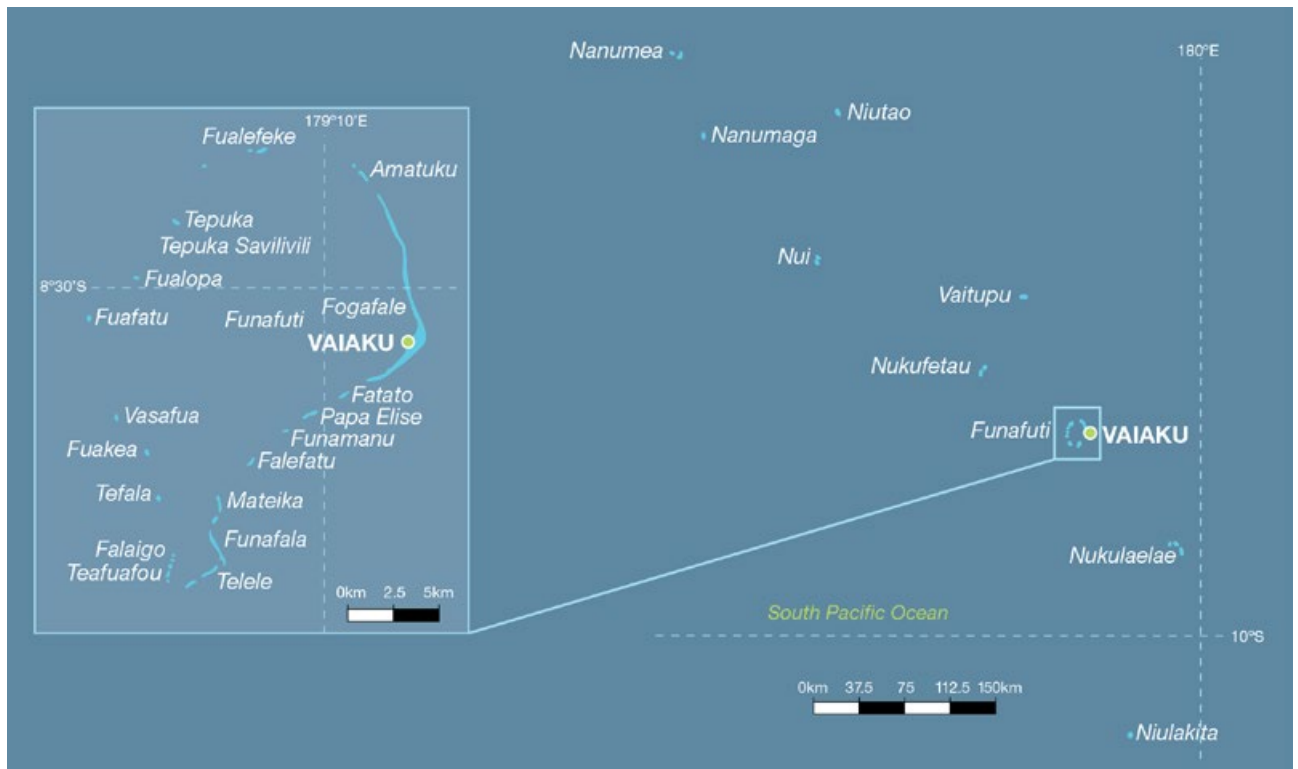 Nanumea
180°E
Niutao
Nanumaga
Nui
Vaitupu
Nukufetau
Funafuti
VAIAKU
Nukulaelae
South Pacific Ocean
10°S
0km 37.5 75 112.5 150km
Niulakita
179°10'E
Fualefeke
Amatuku
Tepuka
Tepuka Savilivili
Fualopa
8°30'S
Fuafatu
Funafuti
Fogafale
VAIAKU
Fatato
Papa Elise
Funamanu
Falefatu
Vasafua
Fuakea
Tefala
Mateika
Funafala
Falaigo
Teafuafou
Telele
0km 2.5 5km